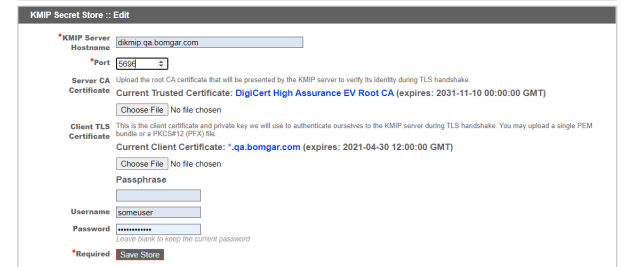 KMIP Secret Store :: Edit
*KMIP Server Hostname
dikmip.qa.bomgar.com
*Port
5696
Server CA Certificate
Upload the root CA certificate that will be presented by the KMIP server to verify its identity during TLS handshake.
Current Trusted Certificate: DigiCert High Assurance EV Root CA (expires: 2031-11-10 00:00:00 GMT)
Choose File No file chosen
Client TLS Certificate
This is the client certificate and private key we will use to authenticate ourselves to the KMIP server during TLS handshake. You may upload a single PEM
bundle or a PKCS#12 (PFX) file.
Current Client Certificate: *.qa.bomgar.com (expires: 2021-04-30 12:00:00 GMT)
Choose File No file chosen
Passphrase
Username
someuser
Password
••••••••••••
Leave blank to keep the current password
*Required
Save Store